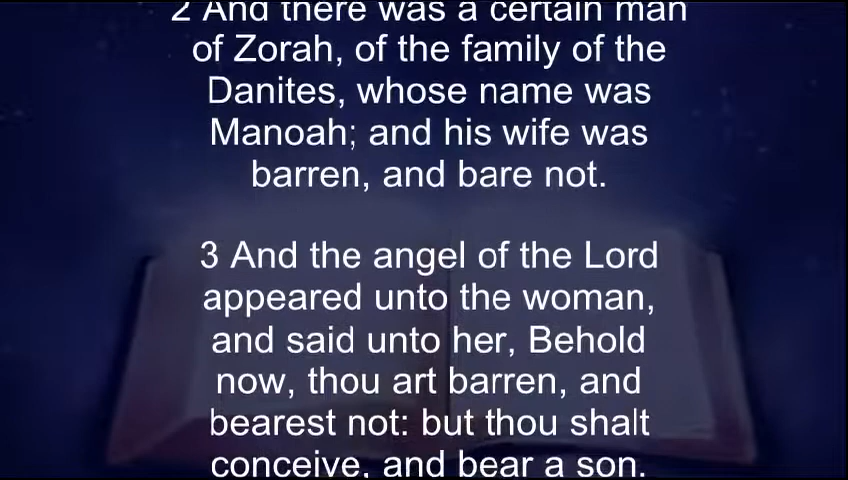 2 And there was a certain man
of Zorah, of the family of the
Danites, whose name was
Manoah; and his wife was
barren, and bare not.
3 And the angel of the Lord
appeared unto the woman,
and said unto her, Behold
now, thou art barren, and
bearest not: but thou shalt
conceive, and bear a son.